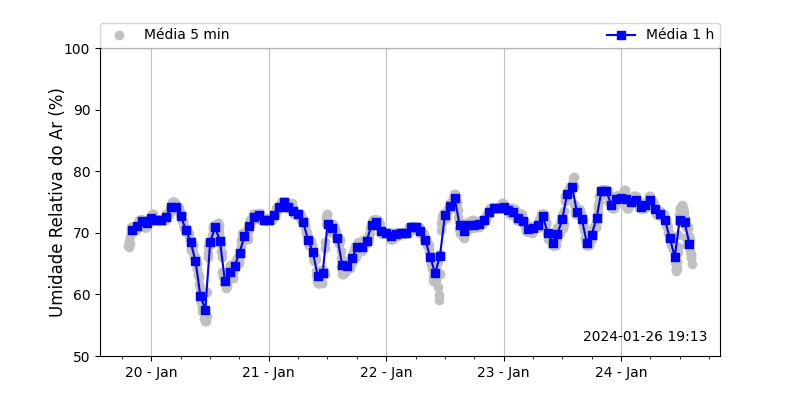 Média 5 min
Média 1 h
Umidade Relativa do Ar (%)
100
90
80
70
60
50
2024-01-26 19:13
20 - Jan
21 - Jan
22 - Jan
23 - Jan
24 - Jan